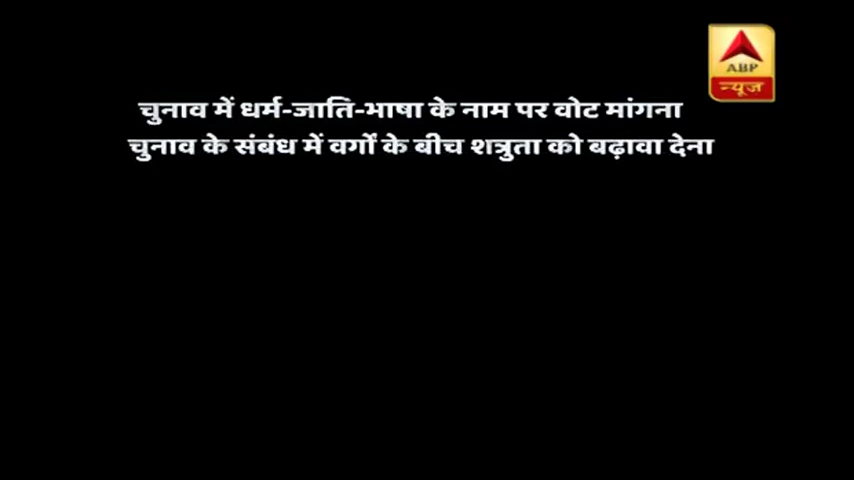 ABP
न्यूज़
चुनाव में धर्म-जाति-भाषा के नाम पर वोट मांगना
चुनाव के संबंध में वर्गों के बीच शत्रुता को बढ़ावा देना